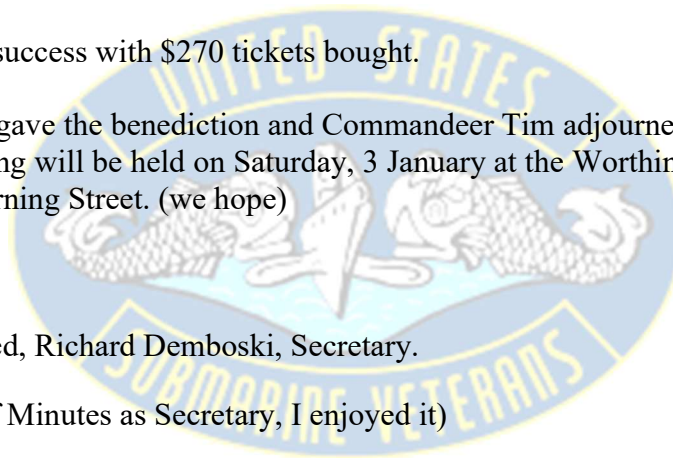 UNITED STATES
success with $270 tickets bought.
gave the benediction and Commandeer Tim adjourne
ng will be held on Saturday, 3 January at the Worthin
rning Street. (we hope)
ed, Richard Demboski, Secretary.
SUBMARINE VETERANS
f Minutes as Secretary, I enjoyed it)